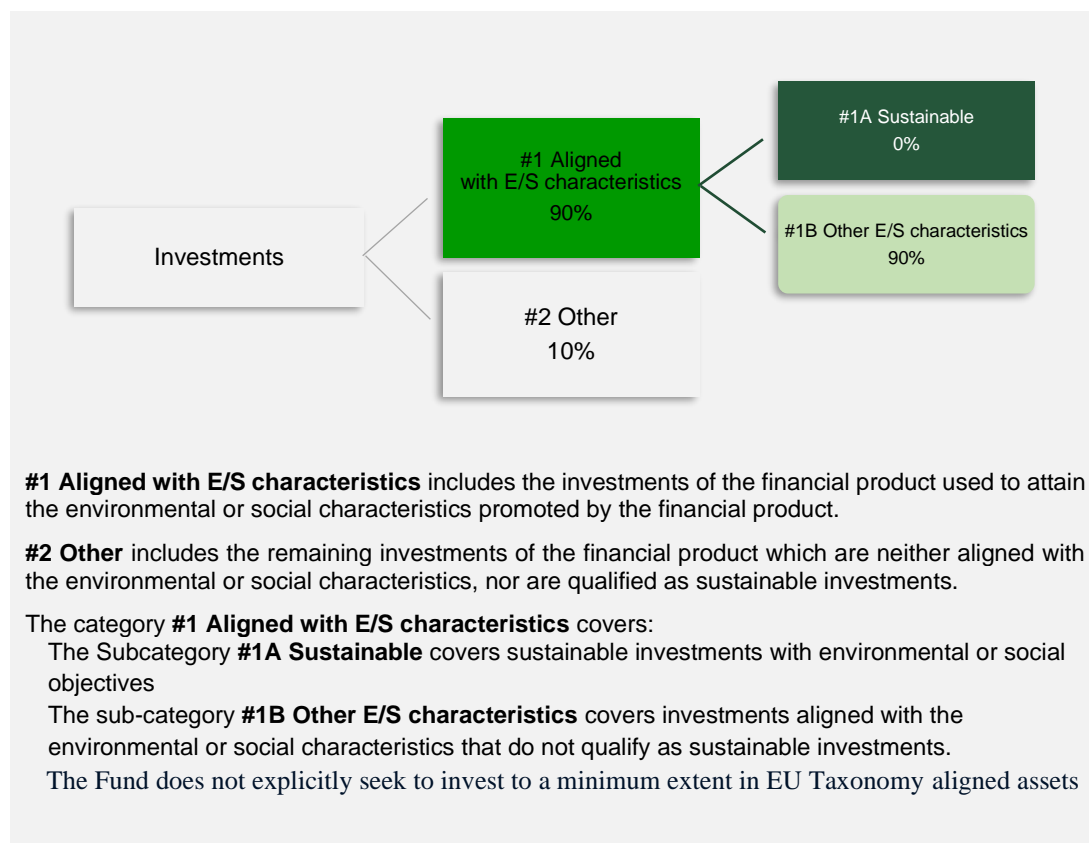 #1A Sustainable
0%
#1 Aligned
with E/S characteristics
90%
#1B Other E/S characteristics
90%
Investments
#2 Other
10%
#1 Aligned with E/S characteristics includes the investments of the financial product used to attain
the environmental or social characteristics promoted by the financial product.
#2 Other includes the remaining investments of the financial product which are neither aligned with
the environmental or social characteristics, nor are qualified as sustainable investments.
The category #1 Aligned with E/S characteristics covers:
The Subcategory #1A Sustainable covers sustainable investments with environmental or social
objectives
The sub-category #1B Other E/S characteristics covers investments aligned with the
environmental or social characteristics that do not qualify as sustainable investments.
The Fund does not explicitly seek to invest to a minimum extent in EU Taxonomy aligned assets